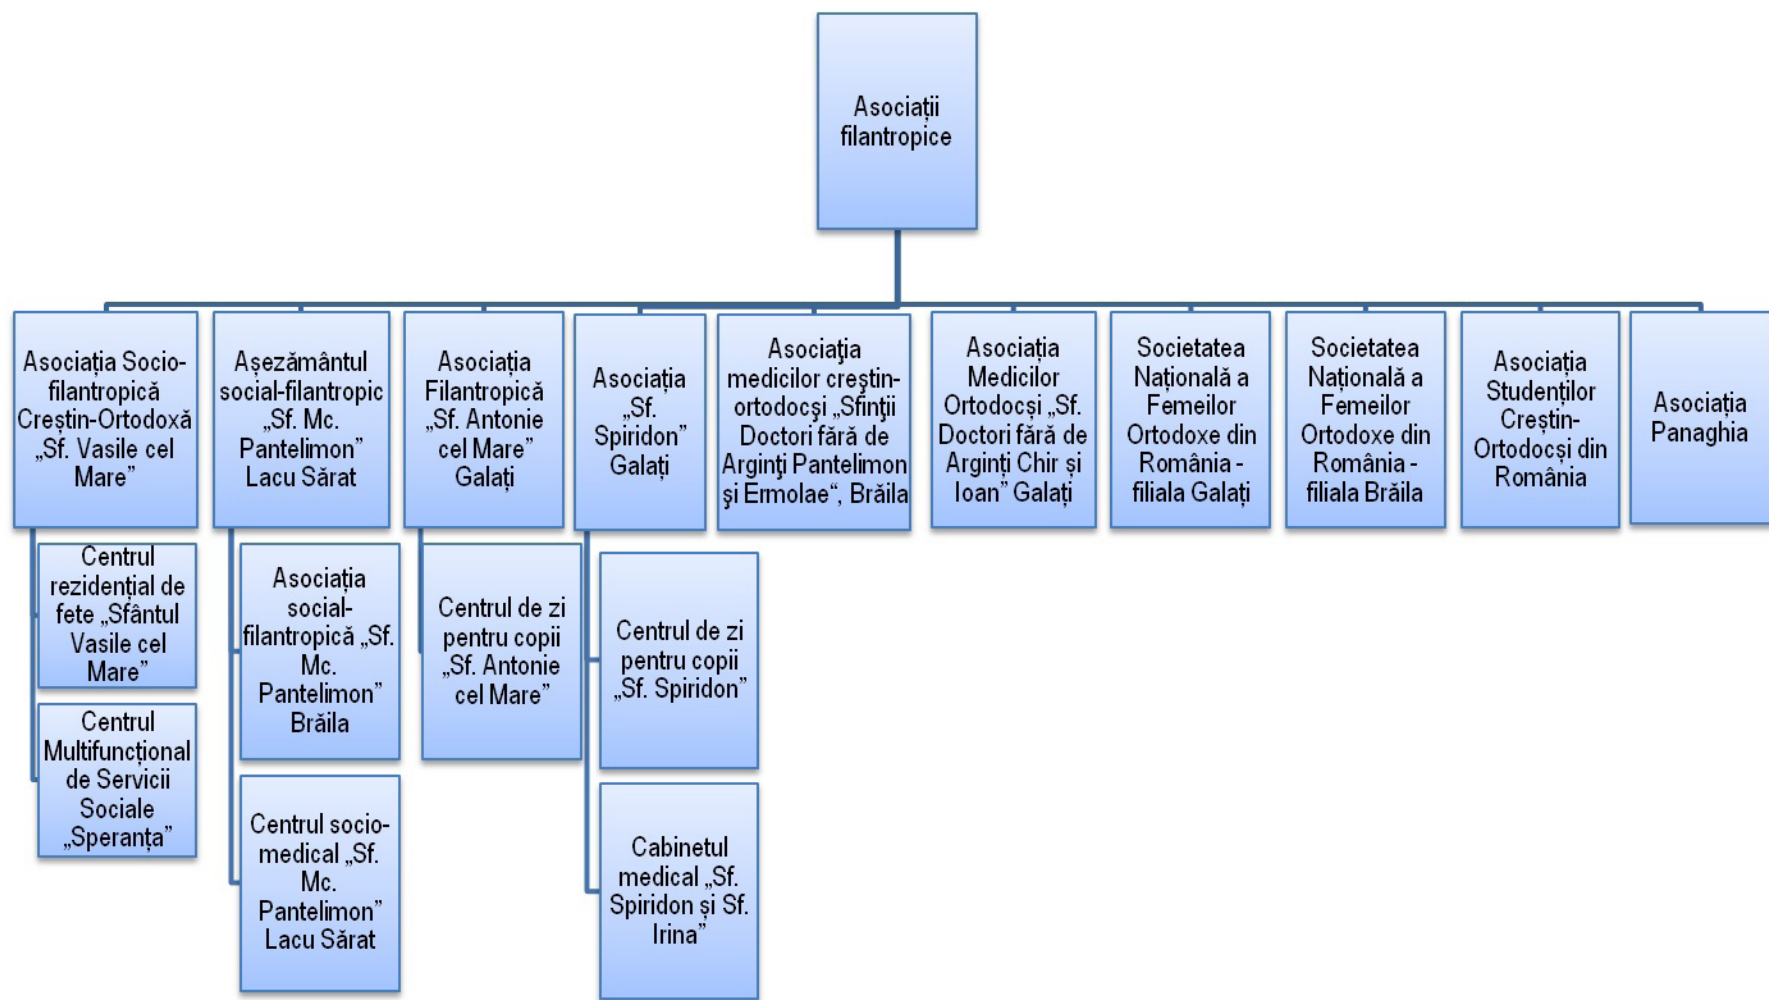 Asociații
filantropice
Asociația Socio-
filantropică
Creștin-Ortodoxă
„Sf. Vasile cel
Mare”
Așezământul
social-filantropic
„Sf. Mc.
Pantelimon”
Lacu Sărat
Asociația
Filantropică
„Sf. Antonie
cel Mare”
Galați
Asociația
„Sf.
Spiridon”
Galați
Asociaţia
medicilor creştin-
ortodocşi „Sfinţii
Doctori fără de
Arginţi Pantelimon
şi Ermolae“, Brăila
Asociația
Medicilor
Ortodocși „Sf.
Doctori fără de
Arginți Chir și
Ioan” Galați
Societatea
Națională a
Femeilor
Ortodoxe din
România -
filiala Galați
Societatea
Națională a
Femeilor
Ortodoxe din
România -
filiala Brăila
Asociația
Studenților
Creștin-
Ortodocși din
România
Asociația
Panaghia
Centrul
rezidențial de
fete „Sfântul
Vasile cel
Mare”
Centrul
Multifuncțional
de Servicii
Sociale
„Speranța”
Asociația
social-
filantropică „Sf.
Mc.
Pantelimon”
Brăila
Centrul socio-
medical „Sf.
Mc.
Pantelimon”
Lacu Sărat
Centrul de zi
pentru copii
„Sf. Antonie
cel Mare”
Centrul de zi
pentru copii
„Sf. Spiridon”
Cabinetul
medical „Sf.
Spiridon și Sf.
Irina”